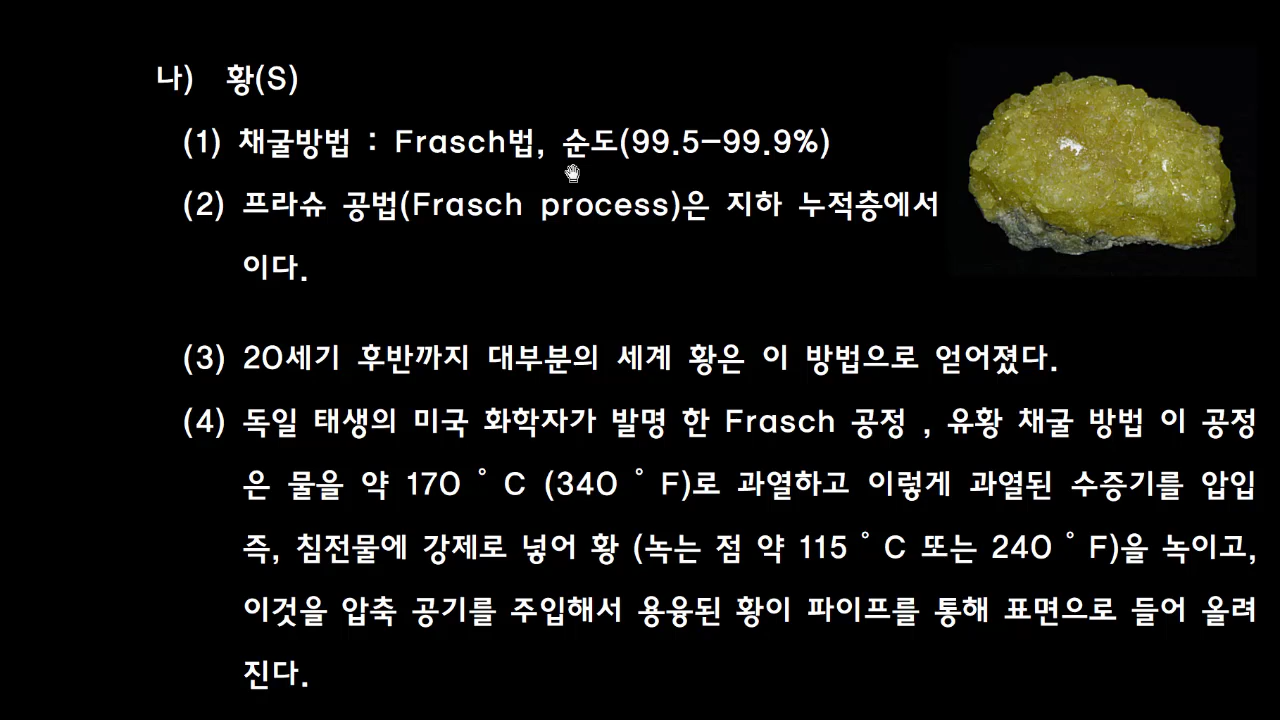 나) 황(S)
(1) 채굴방법 : Frasch법, 순도(99.5-99.9%)
(2) 프라슈 공법(Frasch process)은 지하 누적층에서
이다.
(3) 20세기 후반까지 대부분의 세계 황은 이 방법으로 얻어졌다.
(4) 독일 태생의 미국 화학자가 발명 한 Frasch 공정 , 유황 채굴 방법 이 공정
은 물을 약 170 ˚ C (340 ˚ F)로 과열하고 이렇게 과열된 수증기를 압입
즉, 침전물에 강제로 넣어 황 (녹는 점 약 115 ˚ C 또는 240 ˚ F)을 녹이고,
이것을 압축 공기를 주입해서 용융된 황이 파이프를 통해 표면으로 들어 올려
진다.